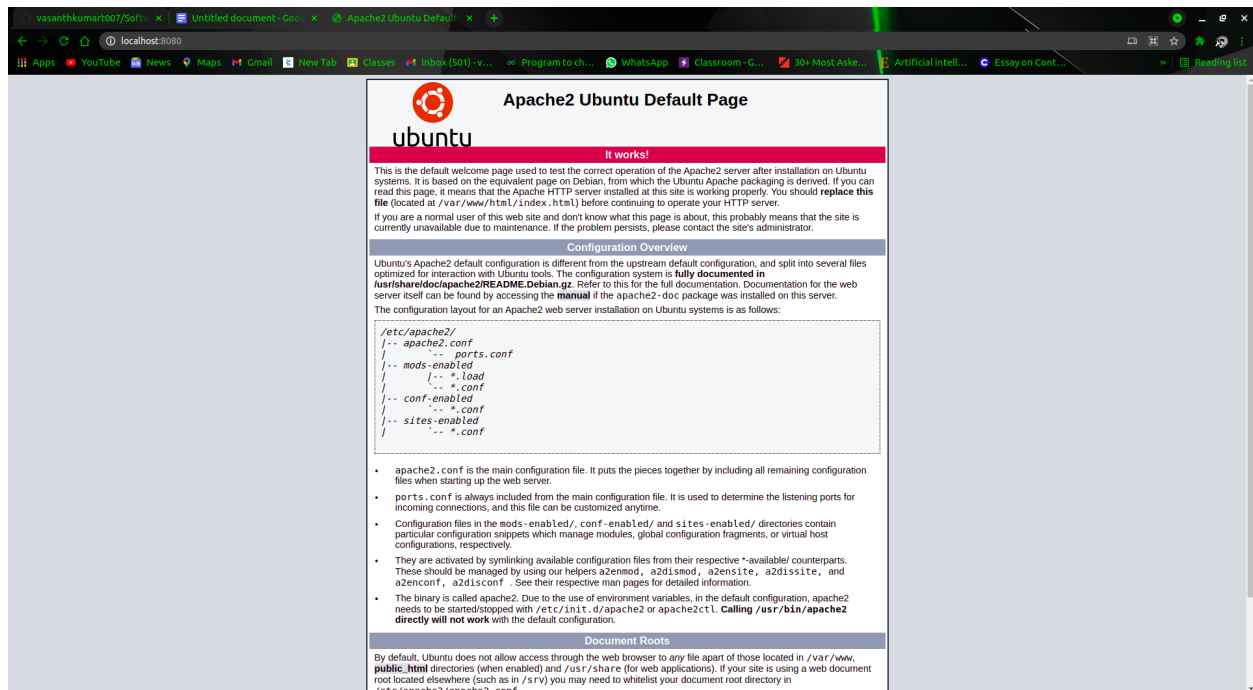 vasanthkumart007/Softw
Untitled document - Goog
Apache2 Ubuntu Default
localhost:8080
Apps YouTube News Maps Gmail New Tab Classes Inbox (501) - v... Program to ch... WhatsApp Classroom - G... 30+ Most Aske... Artificial intell... Essay on Cont... » Reading list
Apache2 Ubuntu Default Page
ubuntu
It works!
This is the default welcome page used to test the correct operation of the Apache2 server after installation on Ubuntu
systems. It is based on the equivalent page on Debian, from which the Ubuntu Apache packaging is derived. If you can
read this page, it means that the Apache HTTP server installed at this site is working properly. You should replace this
file (located at /var/www/html/index.html) before continuing to operate your HTTP server.
If you are a normal user of this web site and don't know what this page is about, this probably means that the site is
currently unavailable due to maintenance. If the problem persists, please contact the site's administrator.
Configuration Overview
Ubuntu's Apache2 default configuration is different from the upstream default configuration, and split into several files
optimized for interaction with Ubuntu tools. The configuration system is fully documented in
/usr/share/doc/apache2/README.Debian.gz. Refer to this for the full documentation. Documentation for the web
server itself can be found by accessing the manual if the apache2-doc package was installed on this server.
The configuration layout for an Apache2 web server installation on Ubuntu systems is as follows:
/etc/apache2/
|-- apache2.conf
|       `--  ports.conf
|-- mods-enabled
|       |-- *.load
|       `-- *.conf
|-- conf-enabled
|       `-- *.conf
|-- sites-enabled
|       `-- *.conf
• apache2.conf is the main configuration file. It puts the pieces together by including all remaining configuration
files when starting up the web server.
• ports.conf is always included from the main configuration file. It is used to determine the listening ports for
incoming connections, and this file can be customized anytime.
• Configuration files in the mods-enabled/, conf-enabled/ and sites-enabled/ directories contain
particular configuration snippets which manage modules, global configuration fragments, or virtual host
configurations, respectively.
• They are activated by symlinking available configuration files from their respective *-available/ counterparts.
These should be managed by using our helpers a2enmod, a2dismod, a2ensite, a2dissite, and
a2enconf, a2disconf . See their respective man pages for detailed information.
• The binary is called apache2. Due to the use of environment variables, in the default configuration, apache2
needs to be started/stopped with /etc/init.d/apache2 or apache2ctl. Calling /usr/bin/apache2
directly will not work with the default configuration.
Document Roots
By default, Ubuntu does not allow access through the web browser to any file apart of those located in /var/www,
public_html directories (when enabled) and /usr/share (for web applications). If your site is using a web document
root located elsewhere (such as in /srv) you may need to whitelist your document root directory in
/etc/apache2/apache2.conf